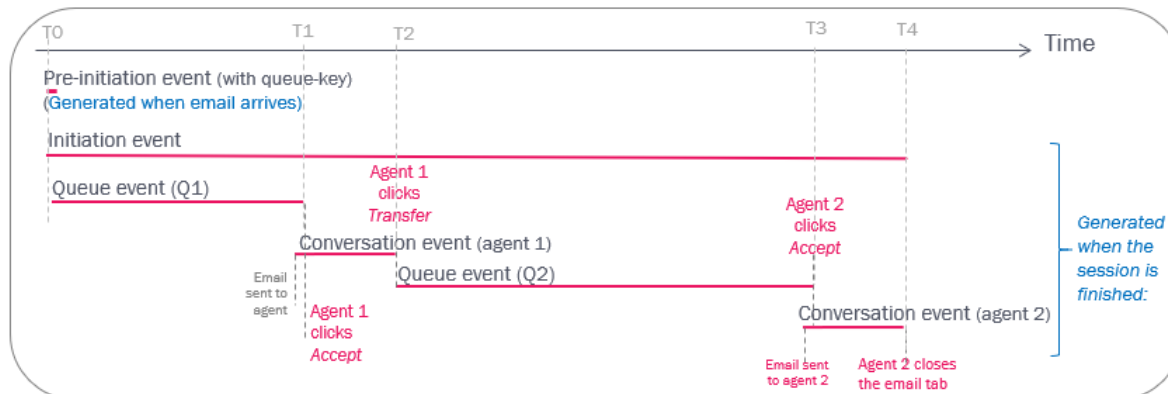 T0
T1
T2
T3
T4
Time
Pre-initiation event (with queue-key)
(Generated when email arrives)
Initiation event
Queue event (Q1)
Agent 1
clicks
Transfer
Agent 2
clicks
Accept
Conversation event (agent 1)
Queue event (Q2)
Email
sent to
agent
Agent 1
clicks
Accept
Conversation event (agent 2)
Email sent
to agent 2
Agent 2 closes
the email tab
Generated
when the
session is
finished: